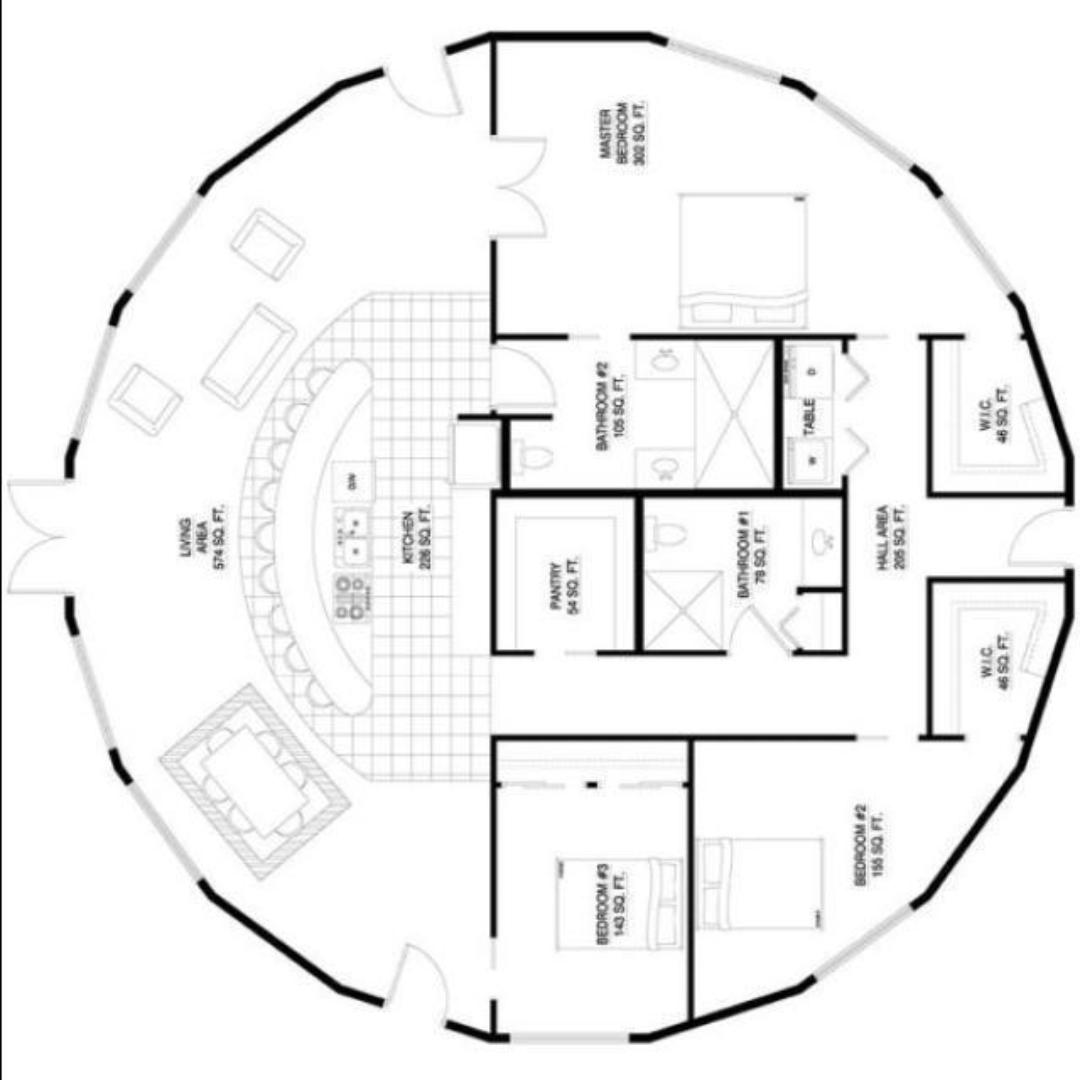 MASTER
BEDROOM
302 SQ. FT.
BATHROOM #2
105 SQ. FT.
D
TABLE
W
W.I.C.
46 SQ. FT.
LIVING
AREA
574 SQ. FT.
D/W
KITCHEN
226 SQ. FT.
PANTRY
54 SQ. FT.
BATHROOM #1
78 SQ. FT.
HALL AREA
205 SQ. FT.
W.I.C.
46 SQ. FT.
BEDROOM #3
143 SQ. FT.
BEDROOM #2
155 SQ. FT.